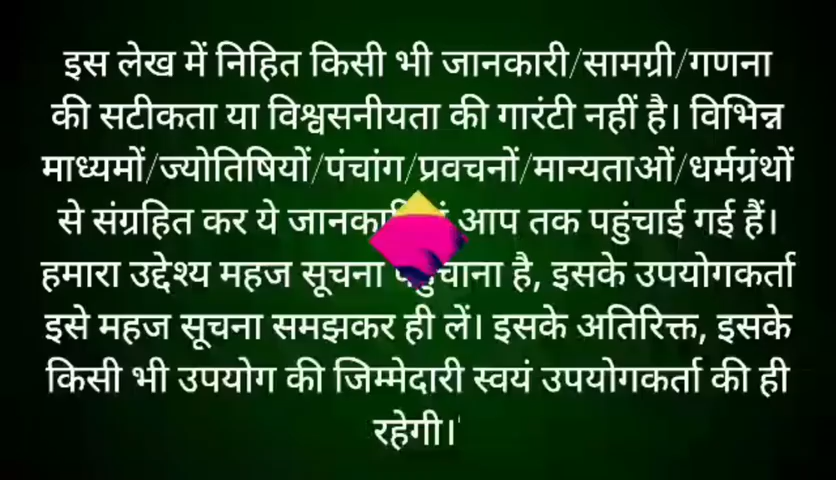 इस लेख में निहित किसी भी जानकारी/सामग्री/गणना
की सटीकता या विश्वसनीयता की गारंटी नहीं है। विभिन्न
माध्यमों/ज्योतिषियों/पंचांग/प्रवचनों/मान्यताओं/धर्मग्रंथों
से संग्रहित कर ये आप तक पहुंचाई गई हैं।
हमारा उद्देश्य महज सूचना है, इसके उपयोगकर्ता
इसे महज सूचना समझकर ही लें। इसके अतिरिक्त, इसके
किसी भी उपयोग की जिम्मेदारी स्वयं उपयोगकर्ता की ही
रहेगी।'